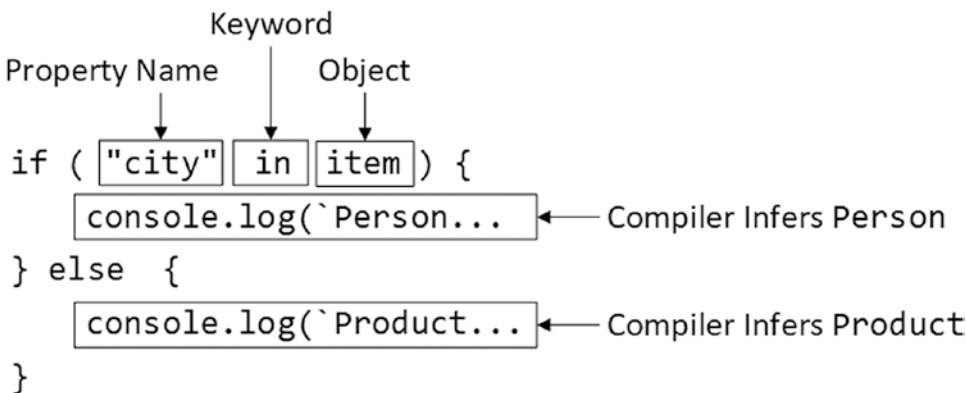 Keyword
Property Name Object
if ( "city" in item ) {
console.log(`Person... Compiler Infers Person
} else {
console.log(`Product... Compiler Infers Product
}